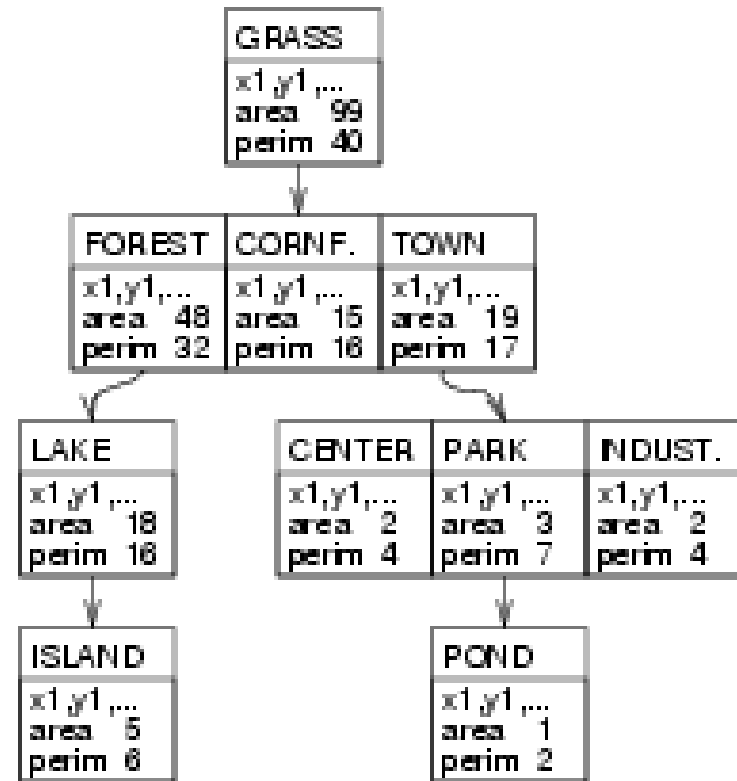 GRASS
x1,y1,...
area 99
perim 40
FOREST
x1,y1,...
area 48
perim 32
CORNF.
x1,y1,...
area 15
perim 16
TOWN
x1,y1,...
area 19
perim 17
LAKE
x1,y1,...
area 18
perim 16
CENTER
x1,y1,...
area 2
perim 4
PARK
x1,y1,...
area 3
perim 7
INDUST.
x1,y1,...
area 2
perim 4
ISLAND
x1,y1,...
area 5
perim 6
POND
x1,y1,...
area 1
perim 2